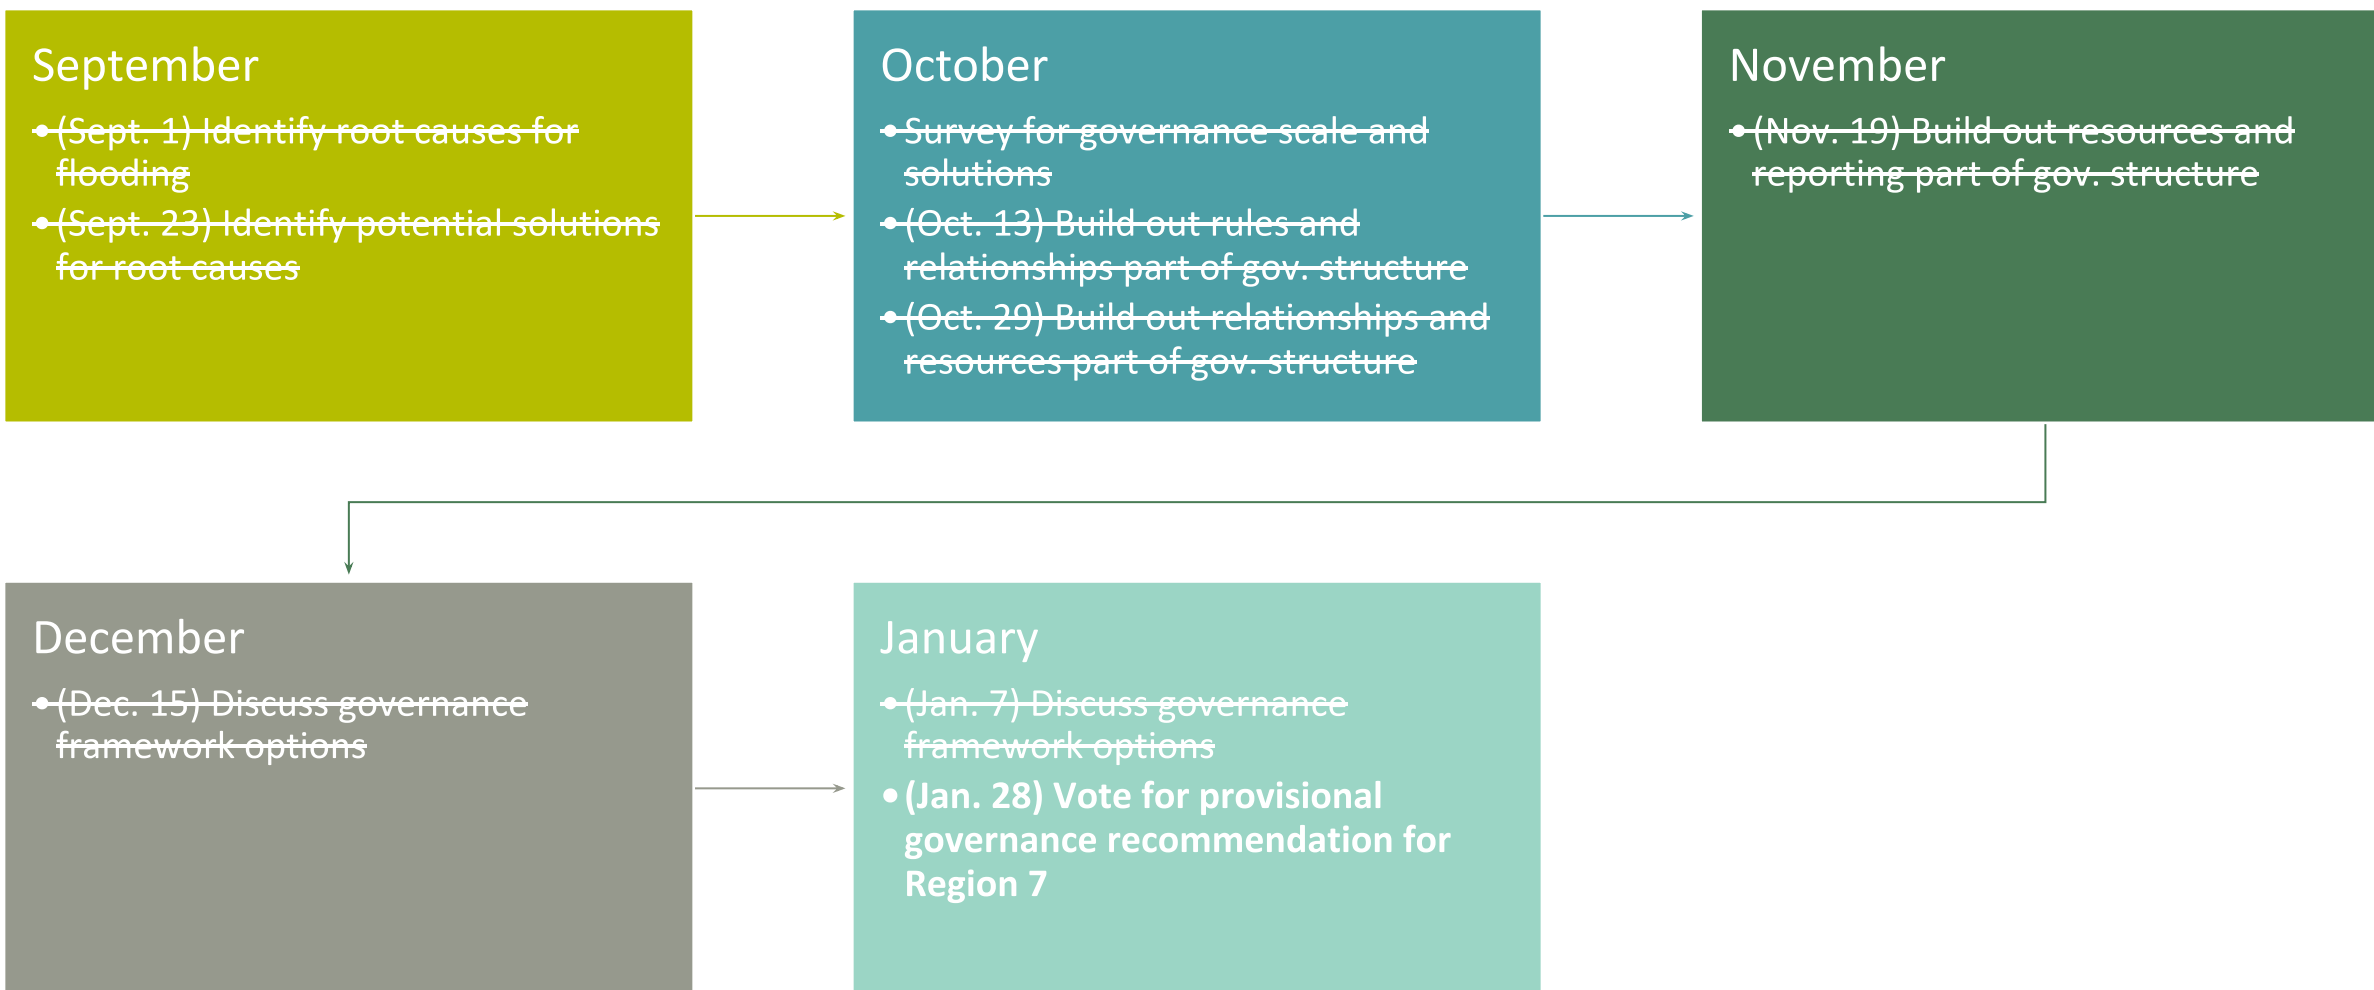 September
•(Sept. 1) Identify root causes for
flooding
•(Sept. 23) Identify potential solutions
for root causes
October
•Survey for governance scale and
solutions
•(Oct. 13) Build out rules and
relationships part of gov. structure
•(Oct. 29) Build out relationships and
resources part of gov. structure
November
•(Nov. 19) Build out resources and
reporting part of gov. structure
December
•(Dec. 15) Discuss governance
framework options
January
•(Jan. 7) Discuss governance
framework options
•(Jan. 28) Vote for provisional
governance recommendation for
Region 7